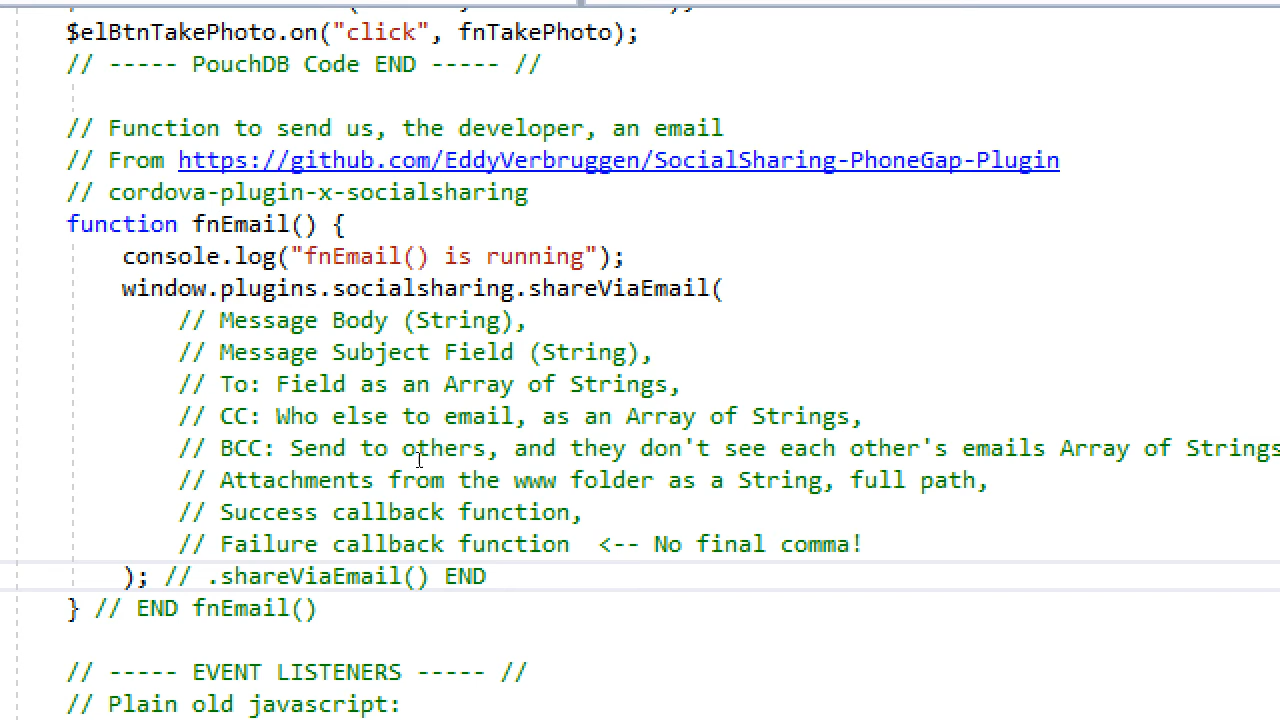 $elBtnTakePhoto.on("click", fnTakePhoto);
// ----- PouchDB Code END ----- //
// Function to send us, the developer, an email
// From https://github.com/EddyVerbruggen/SocialSharing-PhoneGap-Plugin
// cordova-plugin-x-socialsharing
function fnEmail() {
console.log("fnEmail() is running");
window.plugins.socialsharing.shareViaEmail(
// Message Body (String),
// Message Subject Field (String),
// To: Field as an Array of Strings,
// CC: Who else to email, as an Array of Strings,
// BCC: Send to others, and they don't see each other's emails Array of Strings
// Attachments from the www folder as a String, full path,
// Success callback function,
// Failure callback function  <-- No final comma!
); // .shareViaEmail() END
} // END fnEmail()
// ----- EVENT LISTENERS ----- //
// Plain old javascript: